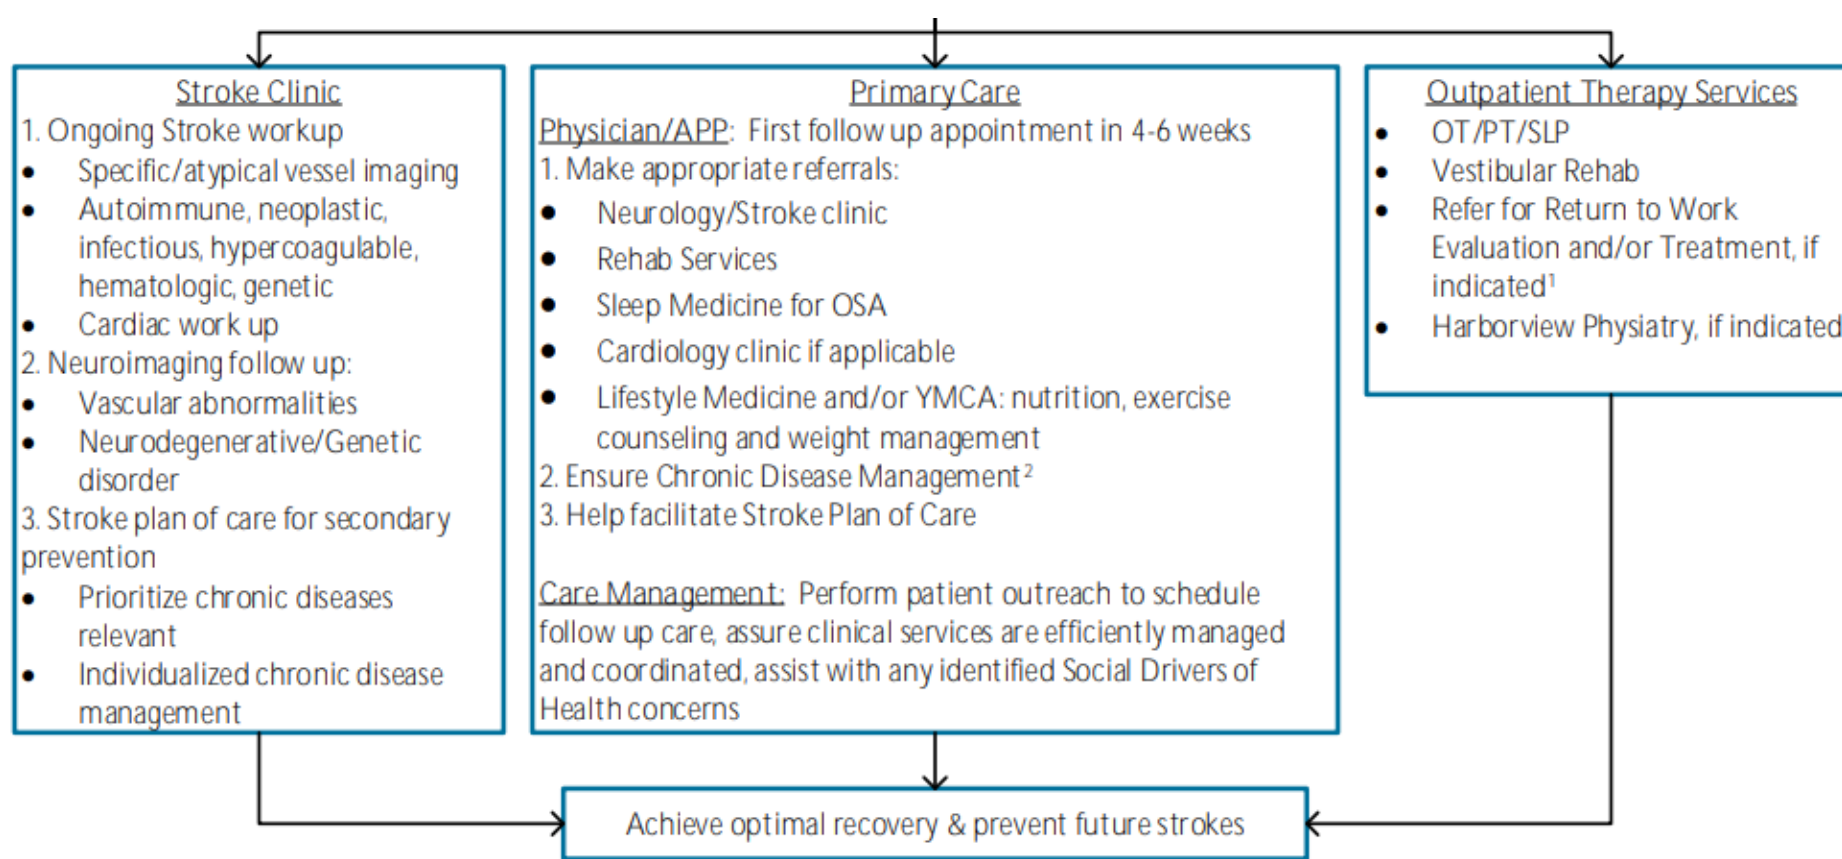 Stroke Clinic
1. Ongoing Stroke workup
• Specific/atypical vessel imaging
• Autoimmune, neoplastic,
infectious, hypercoagulable,
hematologic, genetic
• Cardiac work up
2. Neuroimaging follow up:
• Vascular abnormalities
• Neurodegenerative/Genetic
disorder
3. Stroke plan of care for secondary
prevention
• Prioritize chronic diseases
relevant
• Individualized chronic disease
management
Primary Care
Physician/APP: First follow up appointment in 4-6 weeks
1. Make appropriate referrals:
• Neurology/Stroke clinic
• Rehab Services
• Sleep Medicine for OSA
• Cardiology clinic if applicable
• Lifestyle Medicine and/or YMCA: nutrition, exercise
counseling and weight management
2. Ensure Chronic Disease Management²
3. Help facilitate Stroke Plan of Care
Care Management: Perform patient outreach to schedule
follow up care, assure clinical services are efficiently managed
and coordinated, assist with any identified Social Drivers of
Health concerns
Outpatient Therapy Services
• OT/PT/SLP
• Vestibular Rehab
• Refer for Return to Work
Evaluation and/or Treatment, if
indicated¹
• Harborview Physiatry, if indicated
Achieve optimal recovery & prevent future strokes